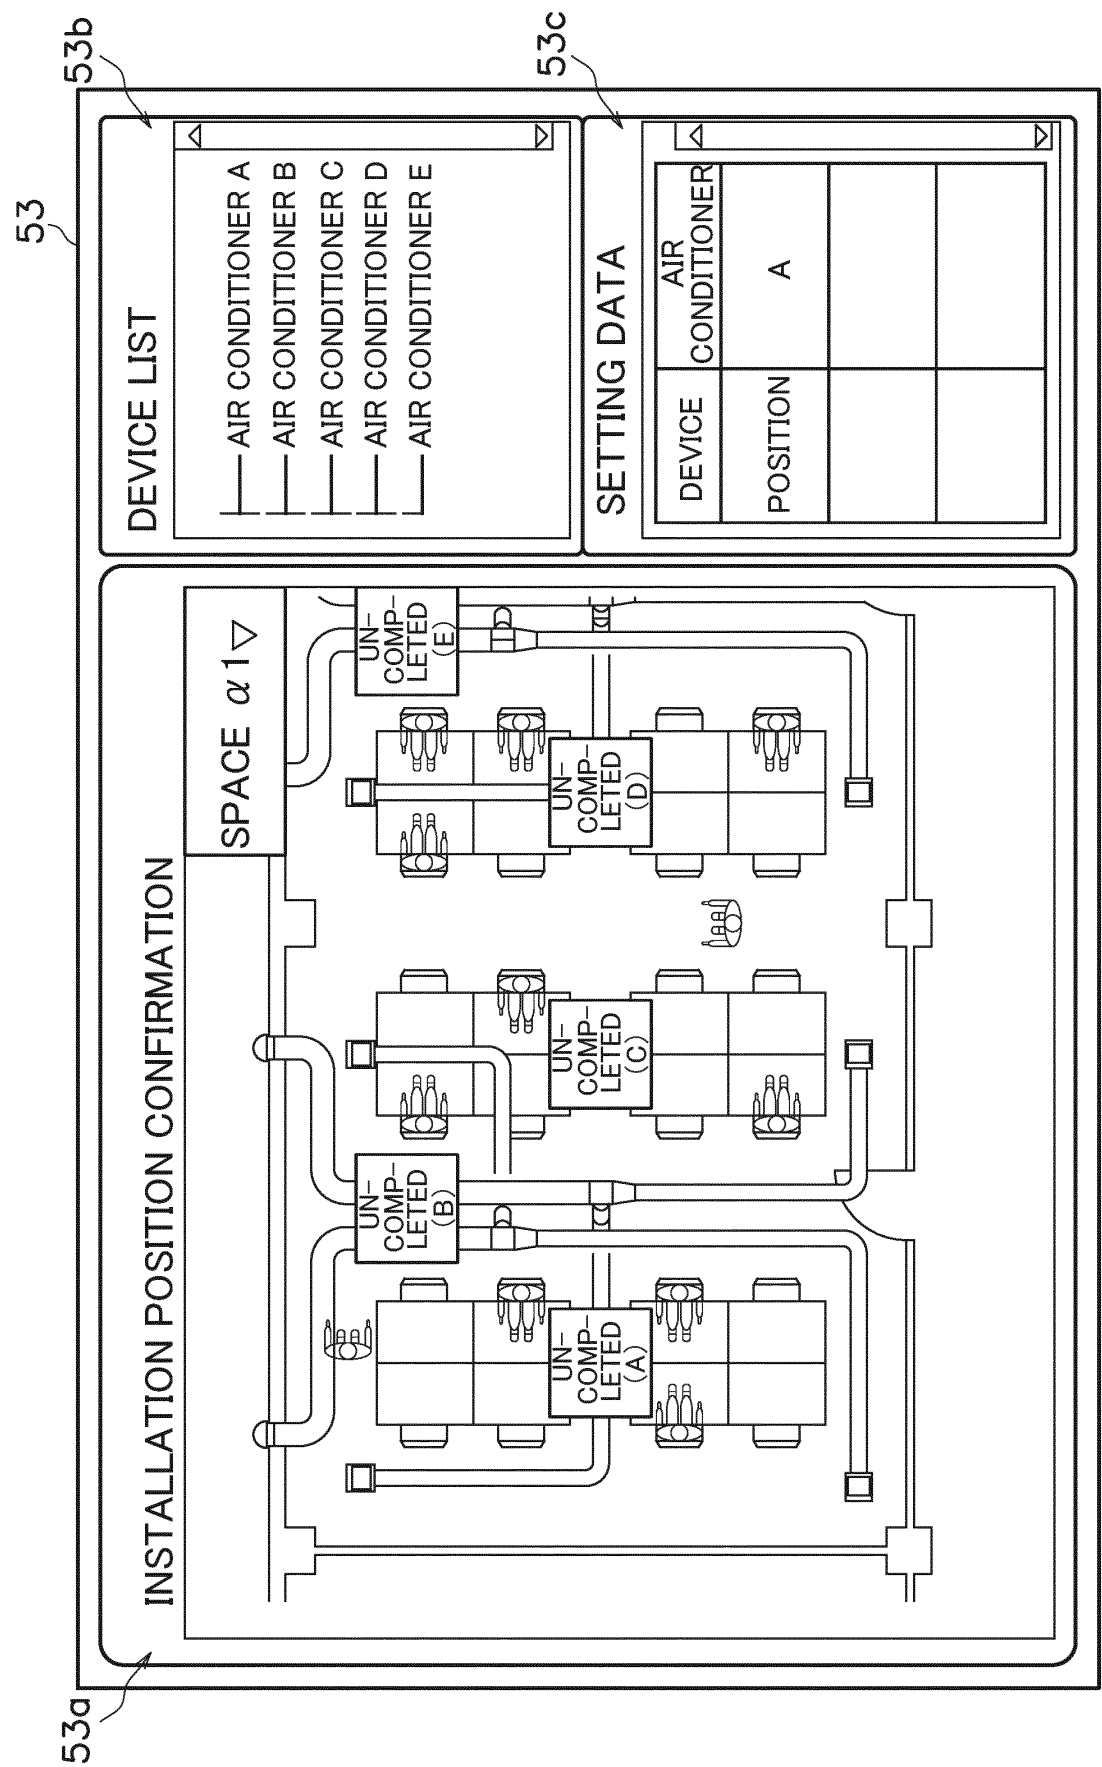 53
53a
INSTALLATION POSITION CONFIRMATION
SPACE α1▽
UN-
COMP-
LETED
(A)
UN-
COMP-
LETED
(B)
UN-
COMP-
LETED
(C)
UN-
COMP-
LETED
(D)
UN-
COMP-
LETED
(E)
53b
DEVICE LIST
AIR CONDITIONER A
AIR CONDITIONER B
AIR CONDITIONER C
AIR CONDITIONER D
AIR CONDITIONER E
53c
SETTING DATA
DEVICE
AIR
CONDITIONER
POSITION
A